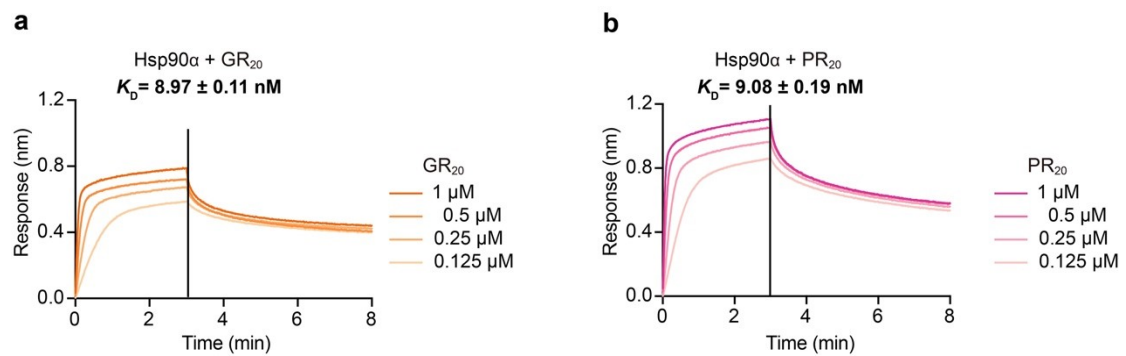 a
Hsp90α + GR₂₀
K_D= 8.97 ± 0.11 nM
1.2
0.8
0.4
0.0
Response (nm)
0
2
4
6
8
Time (min)
GR₂₀
1 µM
0.5 µM
0.25 µM
0.125 µM
b
Hsp90α + PR₂₀
K_D= 9.08 ± 0.19 nM
1.2
0.8
0.4
0.0
Response (nm)
0
2
4
6
8
Time (min)
PR₂₀
1 µM
0.5 µM
0.25 µM
0.125 µM